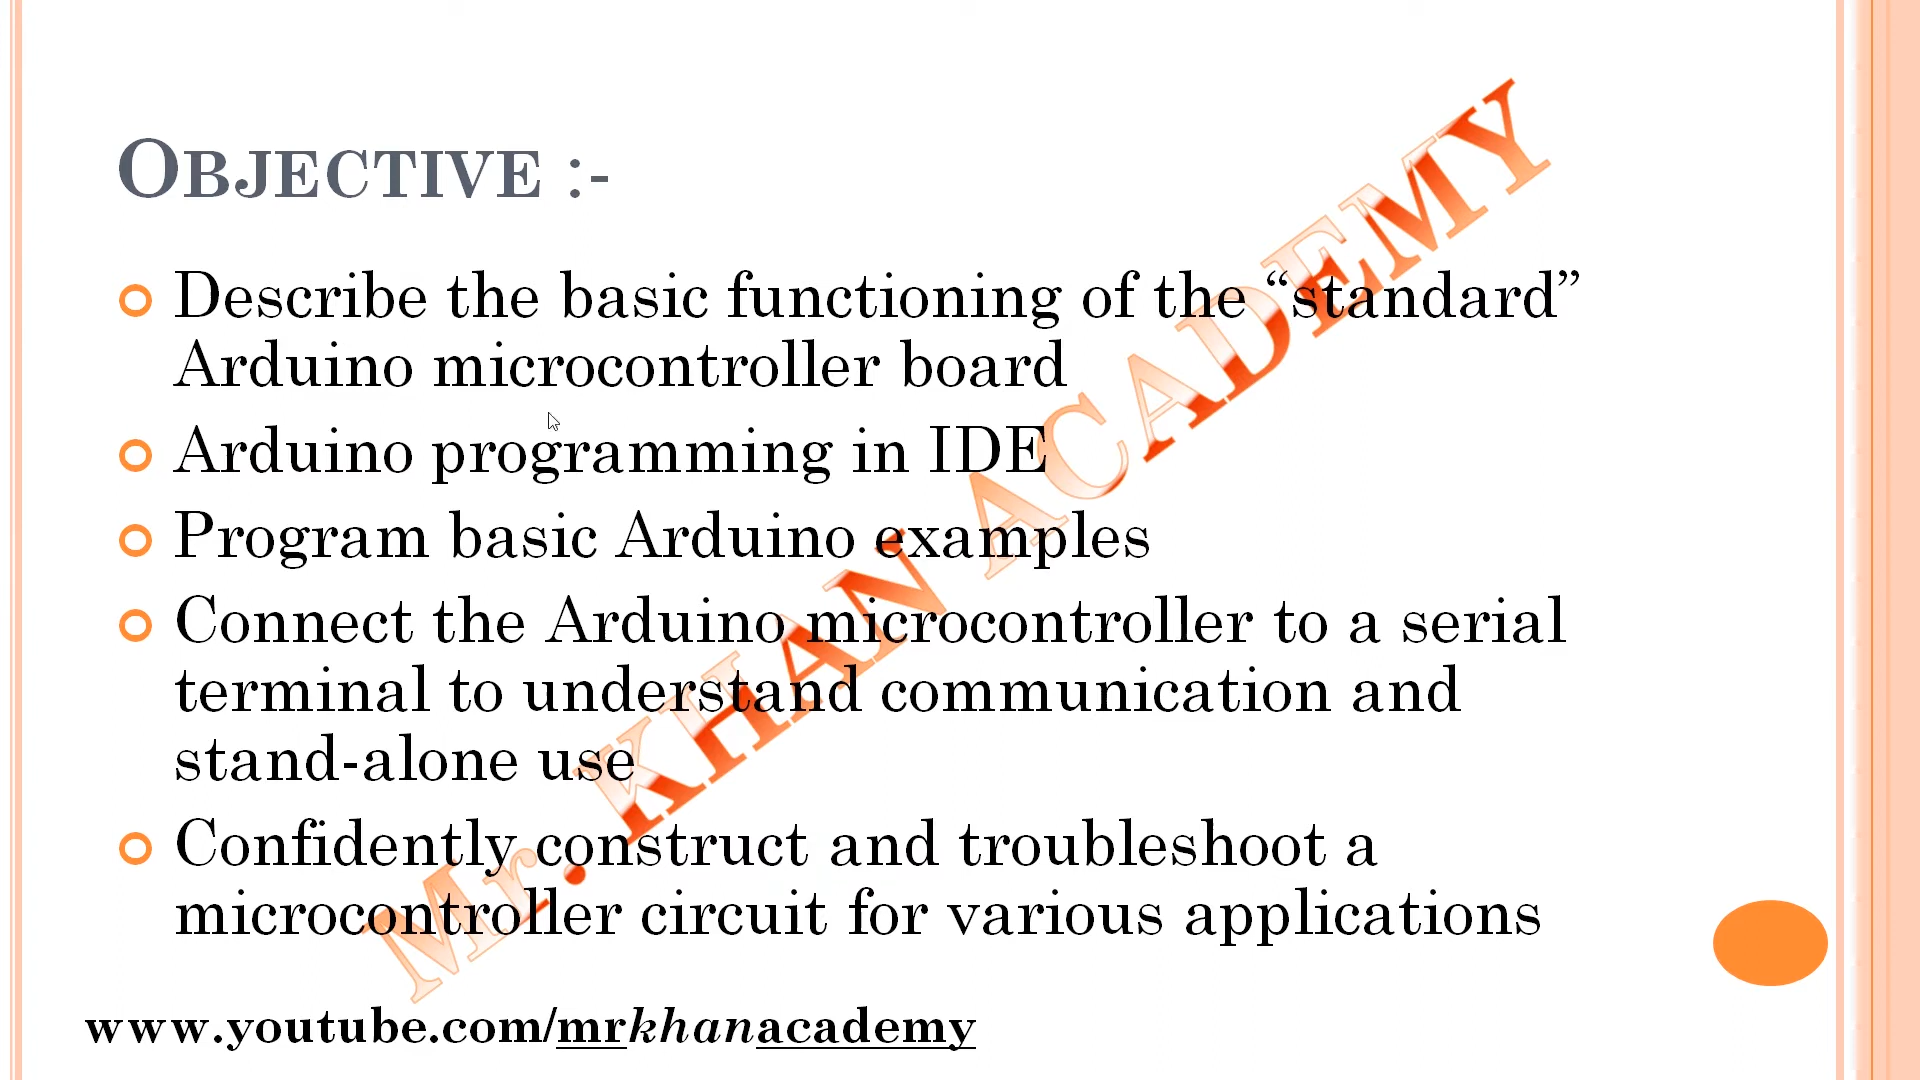 OBJECTIVE :-
Describe the basic functioning of the “standard”
Arduino microcontroller board
Arduino programming in IDE
Program basic Arduino examples
Connect the Arduino microcontroller to a serial
terminal to understand communication and
stand-alone use
Confidently construct and troubleshoot a
microcontroller circuit for various applications
Mr. KHAN ACADEMY
www.youtube.com/mrkhanacademy